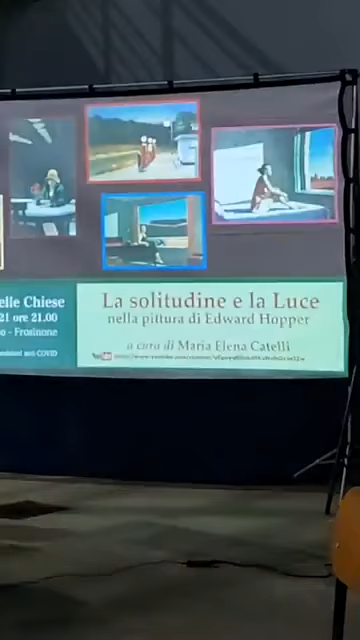 elle Chiese
21 ore 21.00
o - Frosinone
La solitudine e la Luce
nella pittura di Edward Hopper
a cura di Maria Elena Catelli